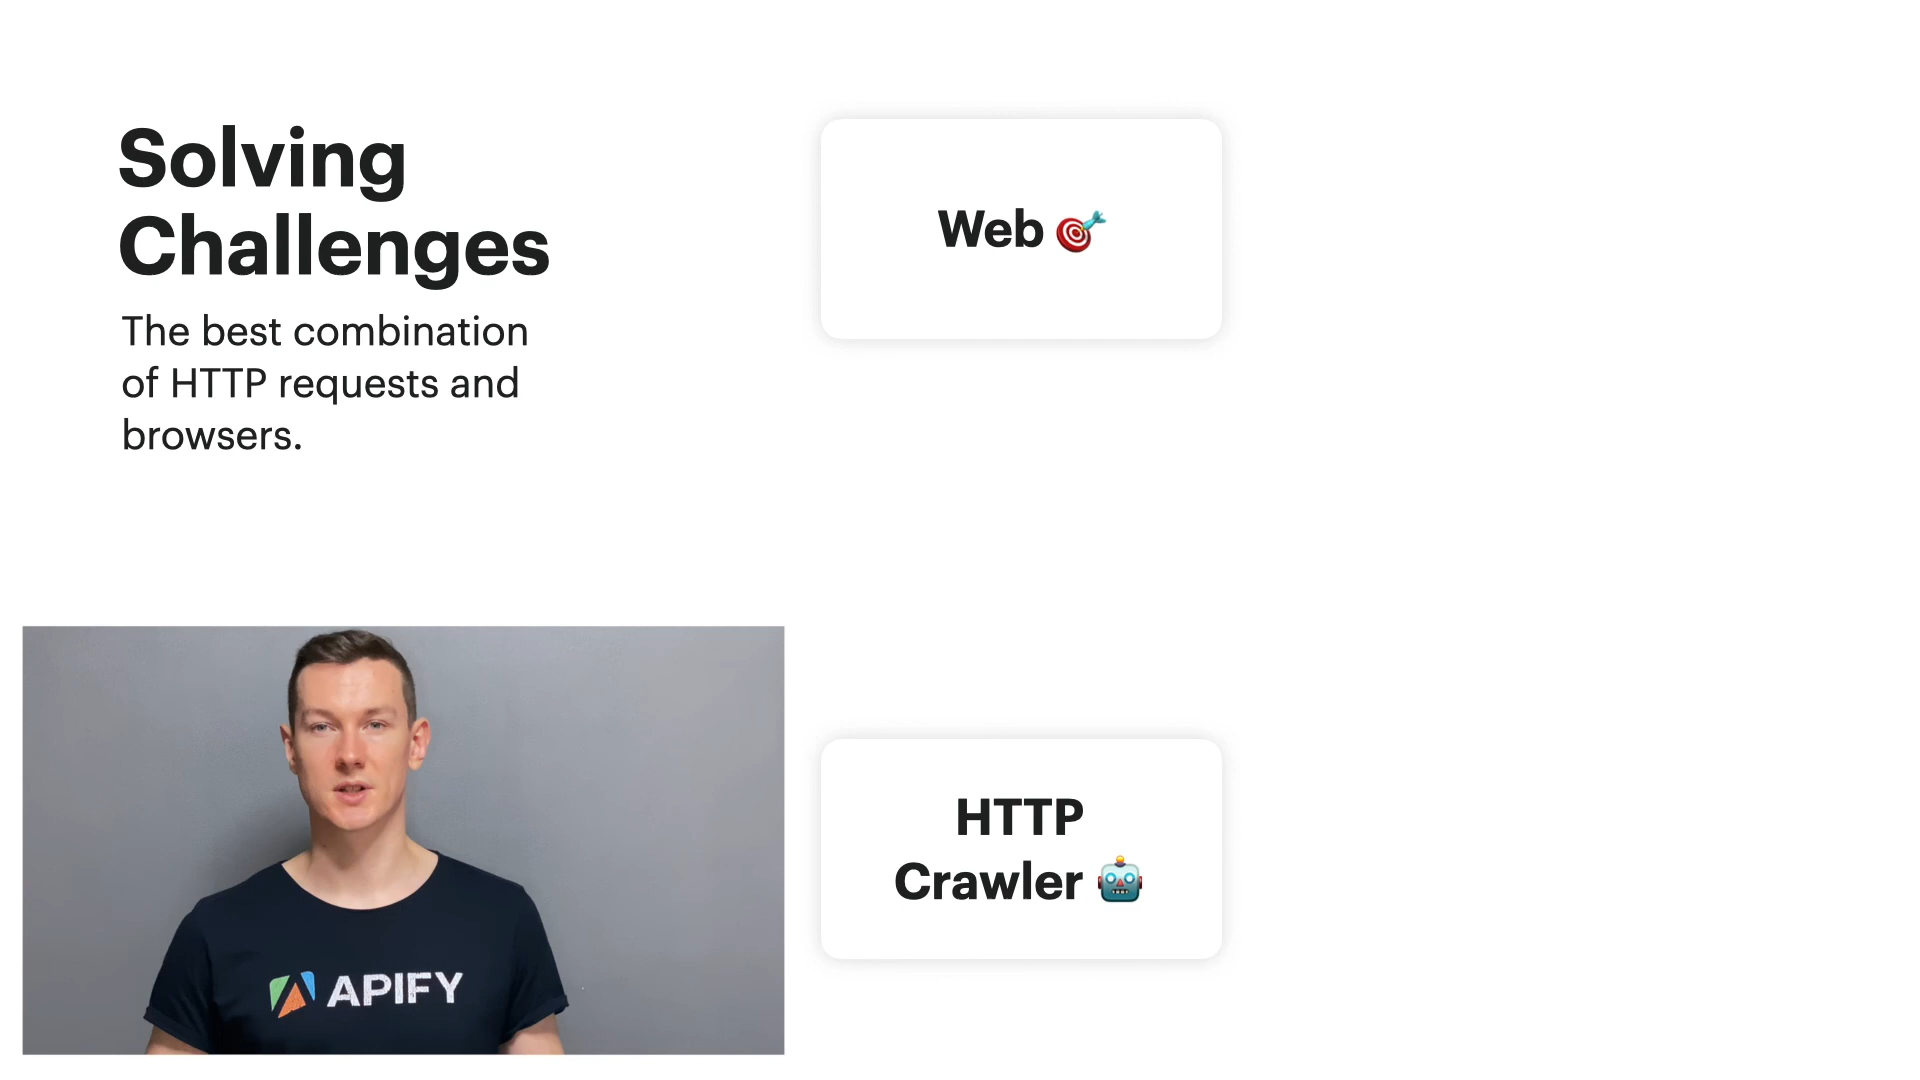 Solving
Challenges
The best combination
of HTTP requests and
browsers.
Web 🎯
HTTP
Crawler 🤖
APIFY